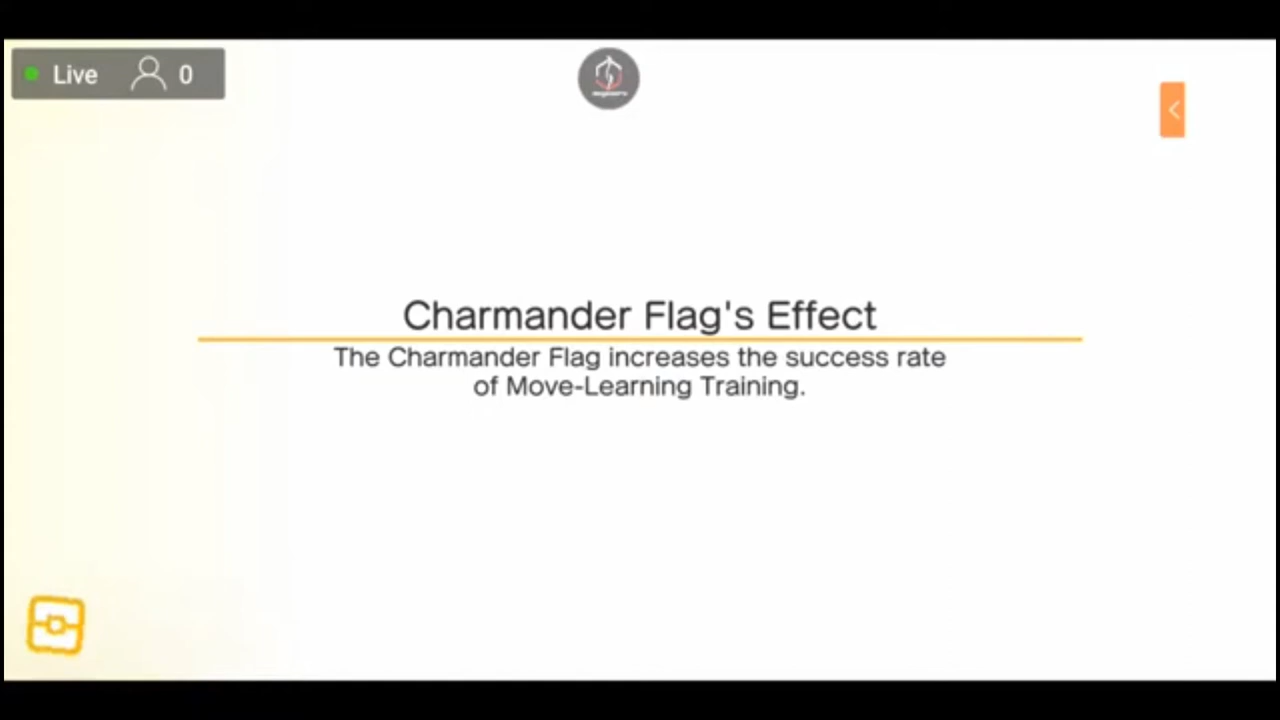 Live 0
Charmander Flag's Effect
The Charmander Flag increases the success rate
of Move-Learning Training.